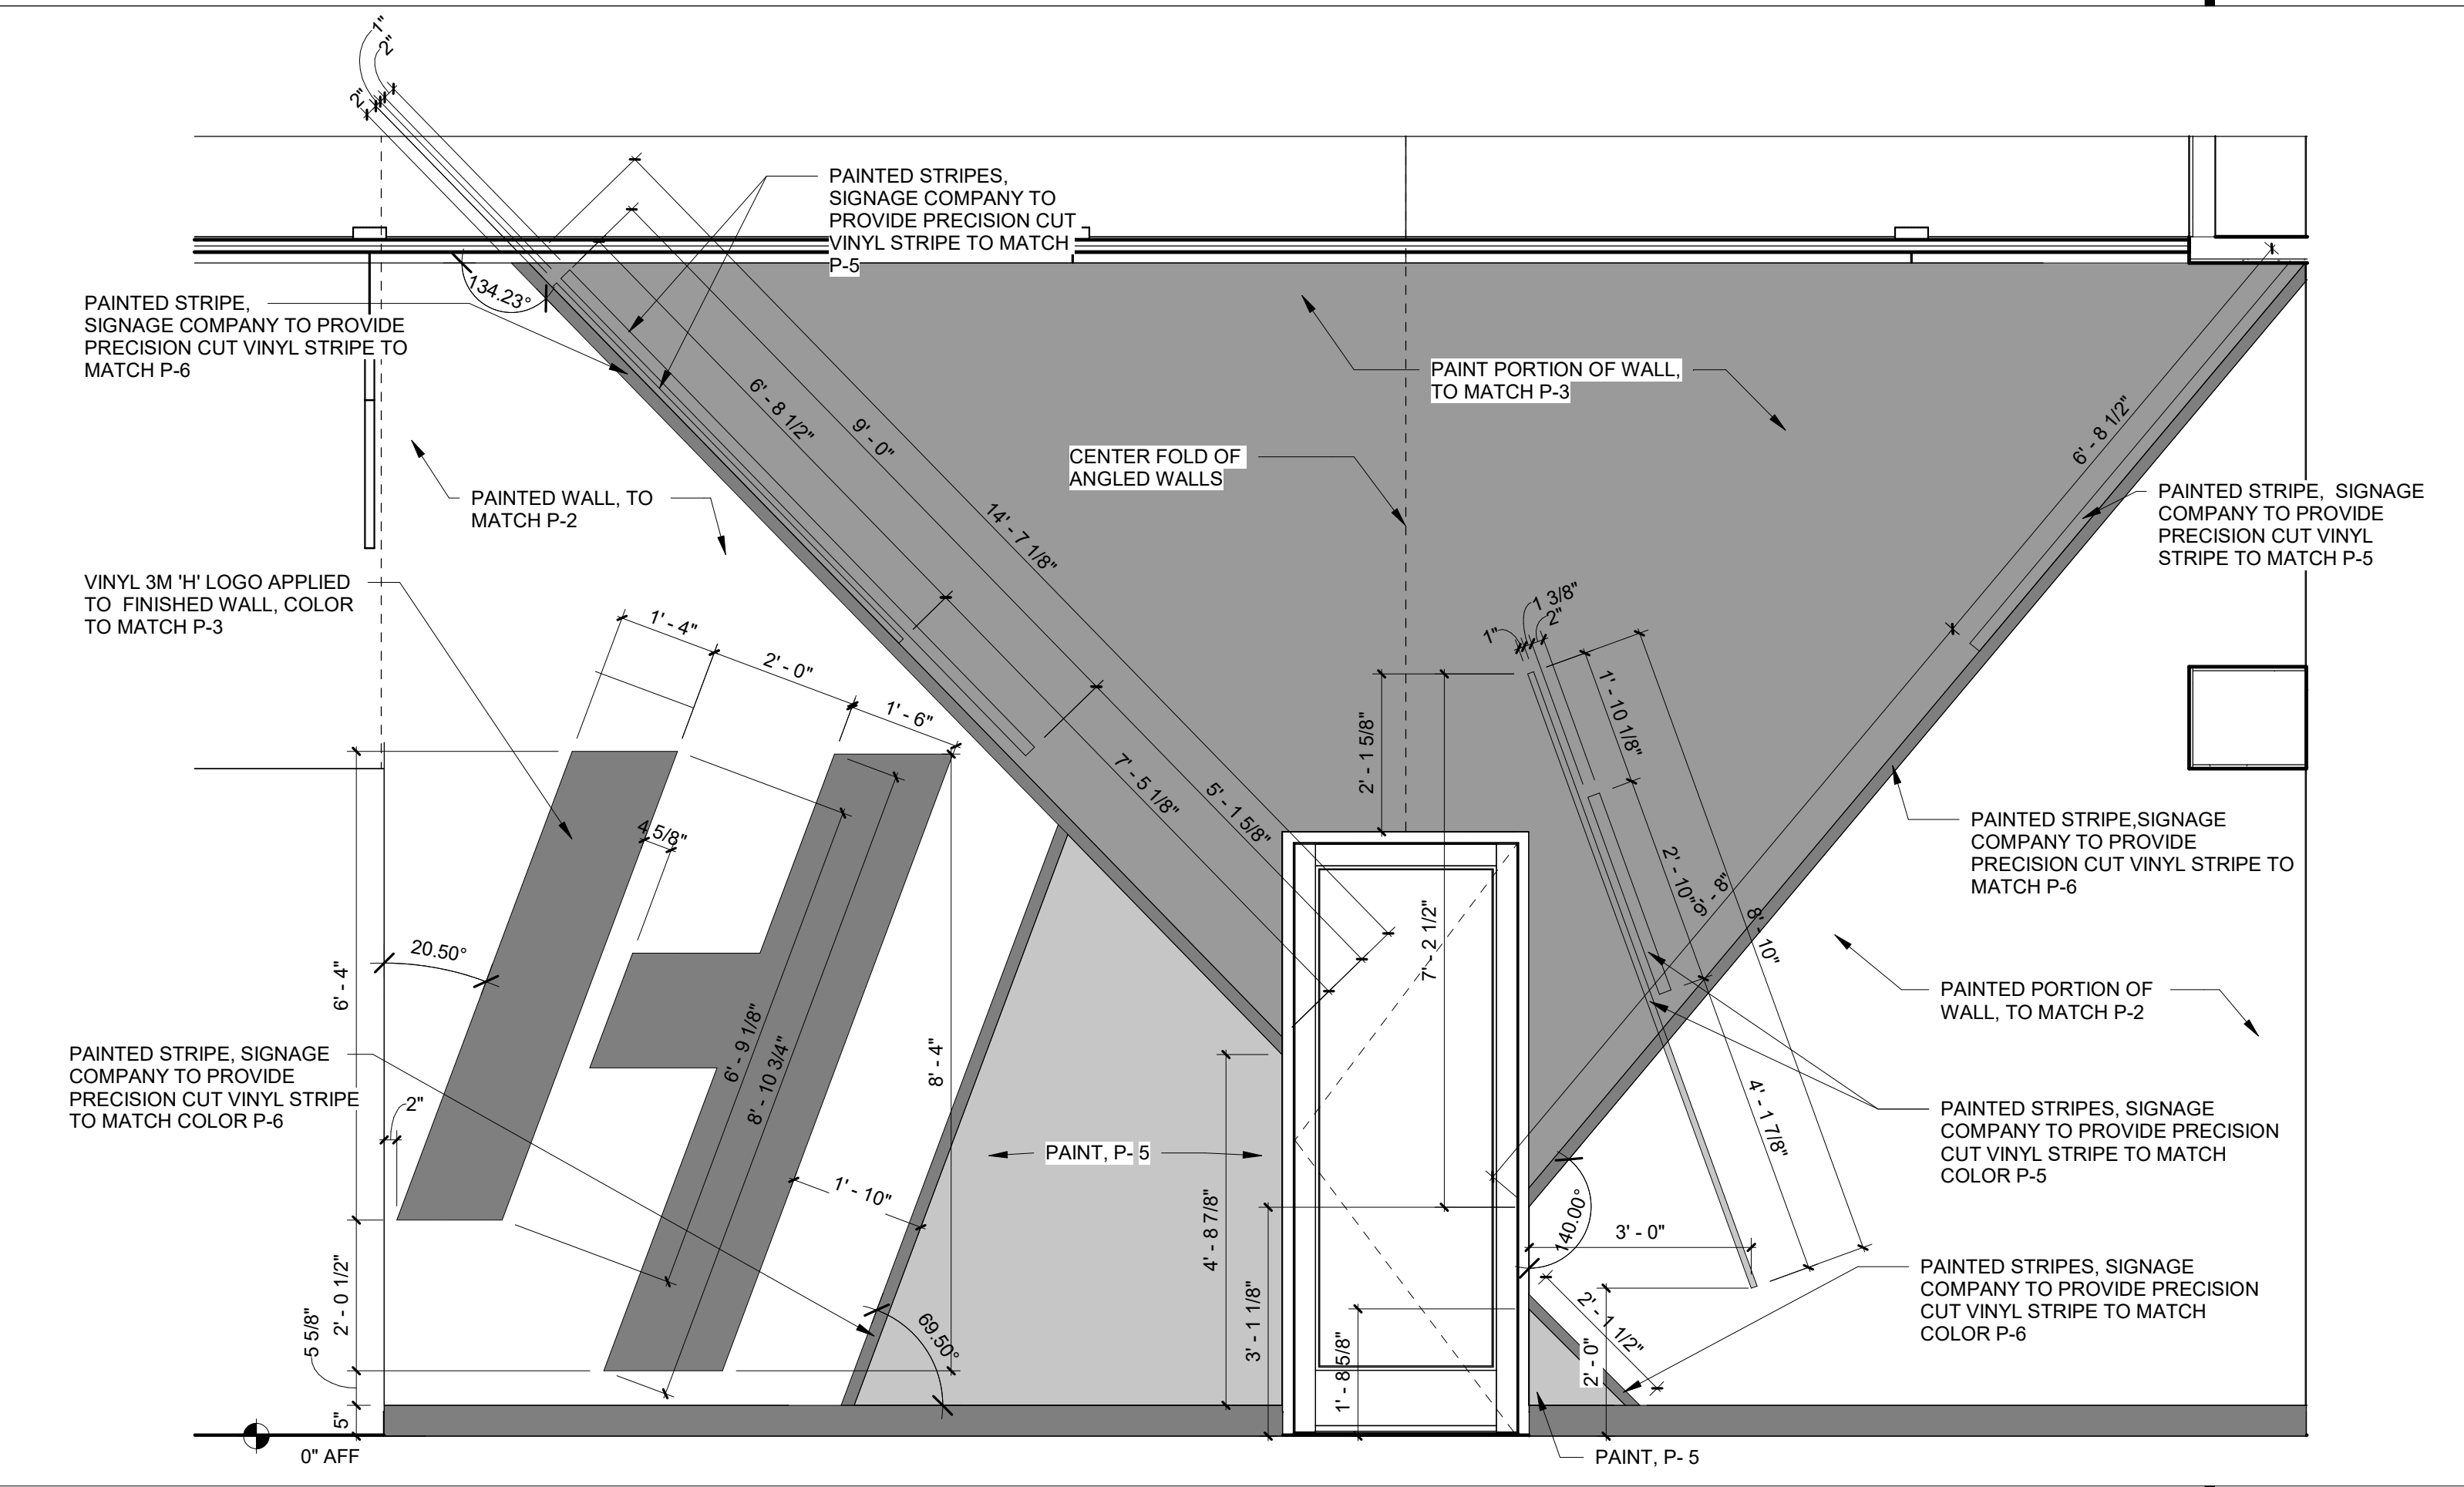 1"
2"
2"
PAINTED STRIPES,
SIGNAGE COMPANY TO
PROVIDE PRECISION CUT
VINYL STRIPE TO MATCH
P-5
134.23°
PAINTED STRIPE,
SIGNAGE COMPANY TO PROVIDE
PRECISION CUT VINYL STRIPE TO
MATCH P-6
PAINT PORTION OF WALL,
TO MATCH P-3
6' - 8 1/2"
9' - 0"
14' - 7 1/8"
CENTER FOLD OF
ANGLED WALLS
6' - 8 1/2"
PAINTED WALL, TO
MATCH P-2
PAINTED STRIPE,  SIGNAGE
COMPANY TO PROVIDE
PRECISION CUT VINYL
STRIPE TO MATCH P-5
VINYL 3M 'H' LOGO APPLIED
TO  FINISHED WALL, COLOR
TO MATCH P-3
1' - 4"
2' - 0"
1' - 6"
1"
1 3/8"
2"
1' - 10 1/8"
2' - 1 5/8"
7' - 5 1/8"
5' - 1 5/8"
4 5/8"
PAINTED STRIPE,SIGNAGE
COMPANY TO PROVIDE
PRECISION CUT VINYL STRIPE TO
MATCH P-6
2' - 10"
9' - 8"
8' - 10"
7' - 2 1/2"
20.50°
6' - 4"
PAINTED PORTION OF
WALL, TO MATCH P-2
6' - 9 1/8"
8' - 10 3/4"
8' - 4"
PAINTED STRIPE, SIGNAGE
COMPANY TO PROVIDE
PRECISION CUT VINYL STRIPE
TO MATCH COLOR P-6
2"
PAINT, P- 5
4' - 1 7/8"
PAINTED STRIPES, SIGNAGE
COMPANY TO PROVIDE PRECISION
CUT VINYL STRIPE TO MATCH
COLOR P-5
1' - 10"
4' - 8 7/8"
140.00°
3' - 0"
PAINTED STRIPES, SIGNAGE
COMPANY TO PROVIDE PRECISION
CUT VINYL STRIPE TO MATCH
COLOR P-6
2' - 0 1/2"
5 5/8"
69.50°
3' - 1 1/8"
1' - 8 5/8"
2' - 1 1/2"
2' - 0"
5"
0" AFF
PAINT, P- 5